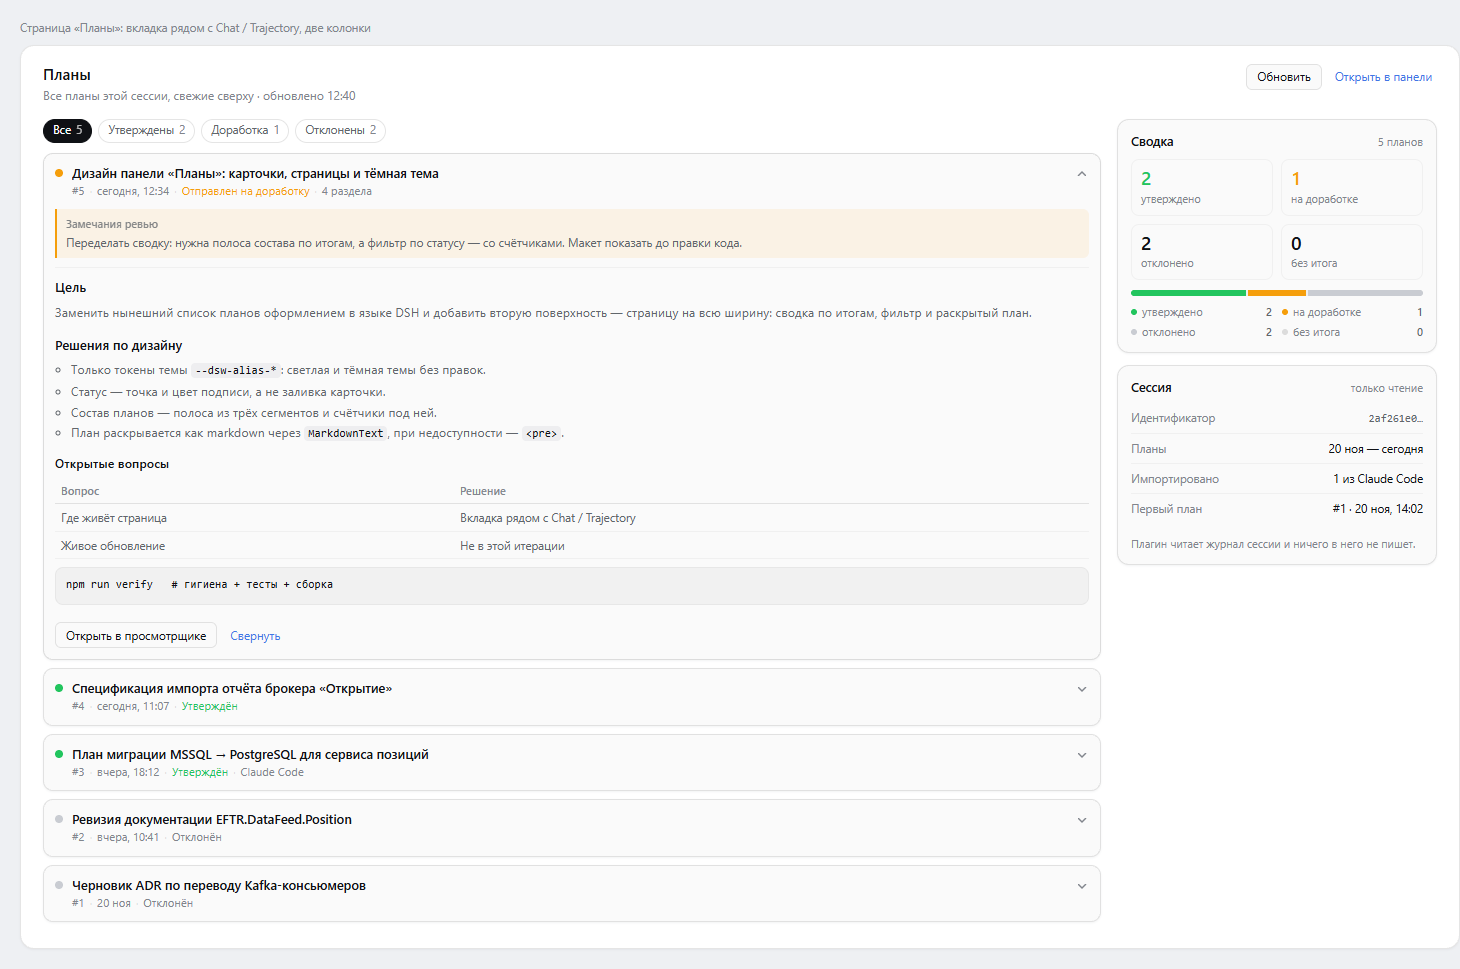 Страница «Планы»: вкладка рядом с Chat / Trajectory, две колонки
Планы
Все планы этой сессии, свежие сверху · обновлено 12:40
Обновить
Открыть в панели
Все 5
Утверждены 2
Доработка 1
Отклонены 2
Дизайн панели «Планы»: карточки, страницы и тёмная тема
#5 · сегодня, 12:34 · Отправлен на доработку · 4 раздела
Замечания ревью
Переделать сводку: нужна полоса состава по итогам, а фильтр по статусу — со счётчиками. Макет показать до правки кода.
Цель
Заменить нынешний список планов оформлением в языке DSH и добавить вторую поверхность — страницу на всю ширину: сводка по итогам, фильтр и раскрытый план.
Решения по дизайну
Только токены темы --dsw-alias-* : светлая и тёмная темы без правок.
Статус — точка и цвет подписи, а не заливка карточки.
Состав планов — полоса из трёх сегментов и счётчики под ней.
План раскрывается как markdown через MarkdownText, при недоступности — <pre>.
Открытые вопросы
Вопрос Решение
Где живёт страница Вкладка рядом с Chat / Trajectory
Живое обновление Не в этой итерации
npm run verify # гигиена + тесты + сборка
Открыть в просмотрщике
Свернуть
Спецификация импорта отчёта брокера «Открытие»
#4 · сегодня, 11:07 · Утверждён
План миграции MSSQL → PostgreSQL для сервиса позиций
#3 · вчера, 18:12 · Утверждён · Claude Code
Ревизия документации EFTR.DataFeed.Position
#2 · вчера, 10:41 · Отклонён
Черновик ADR по переводу Kafka-консьюмеров
#1 · 20 ноя · Отклонён
Сводка
5 планов
2
утверждено
1
на доработке
2
отклонено
0
без итога
утверждено 2
на доработке 1
отклонено 2
без итога 0
Сессия
только чтение
Идентификатор 2af261e0…
Планы 20 ноя — сегодня
Импортировано 1 из Claude Code
Первый план #1 · 20 ноя, 14:02
Плагин читает журнал сессии и ничего в него не пишет.